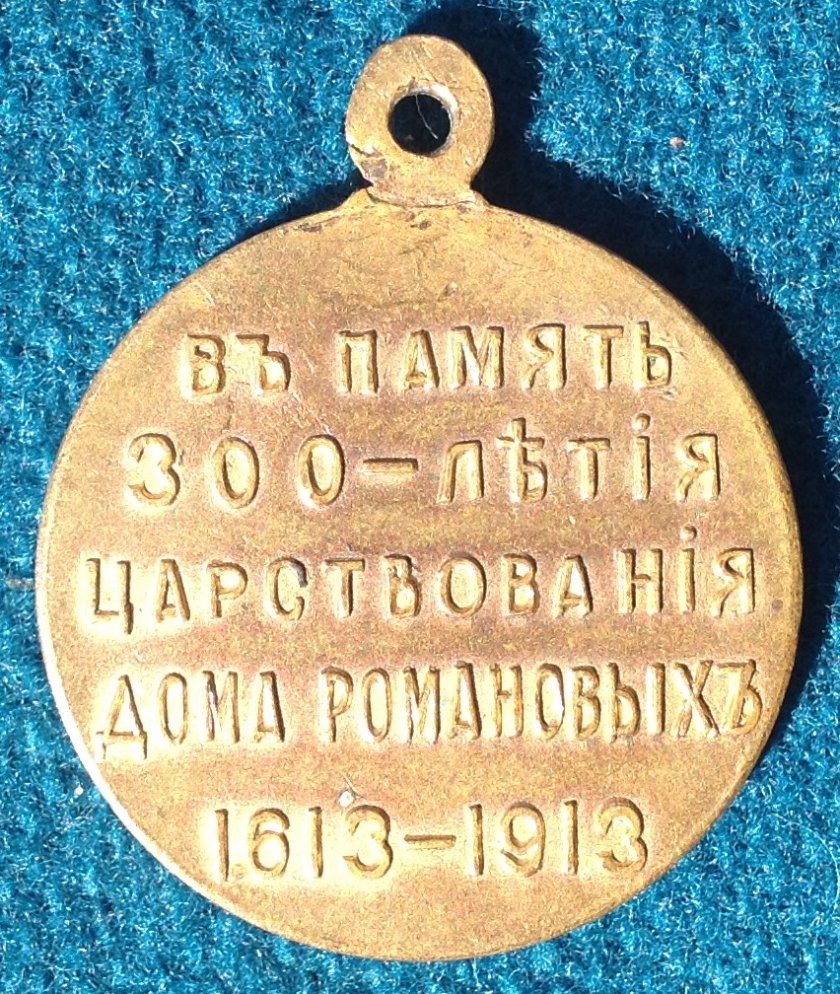 ВЪ ПАМЯТЬ
300-ЛѢТІЯ
ЦАРСТВОВАНІЯ
ДОМА РОМАНОВЫХЪ
1613-1913